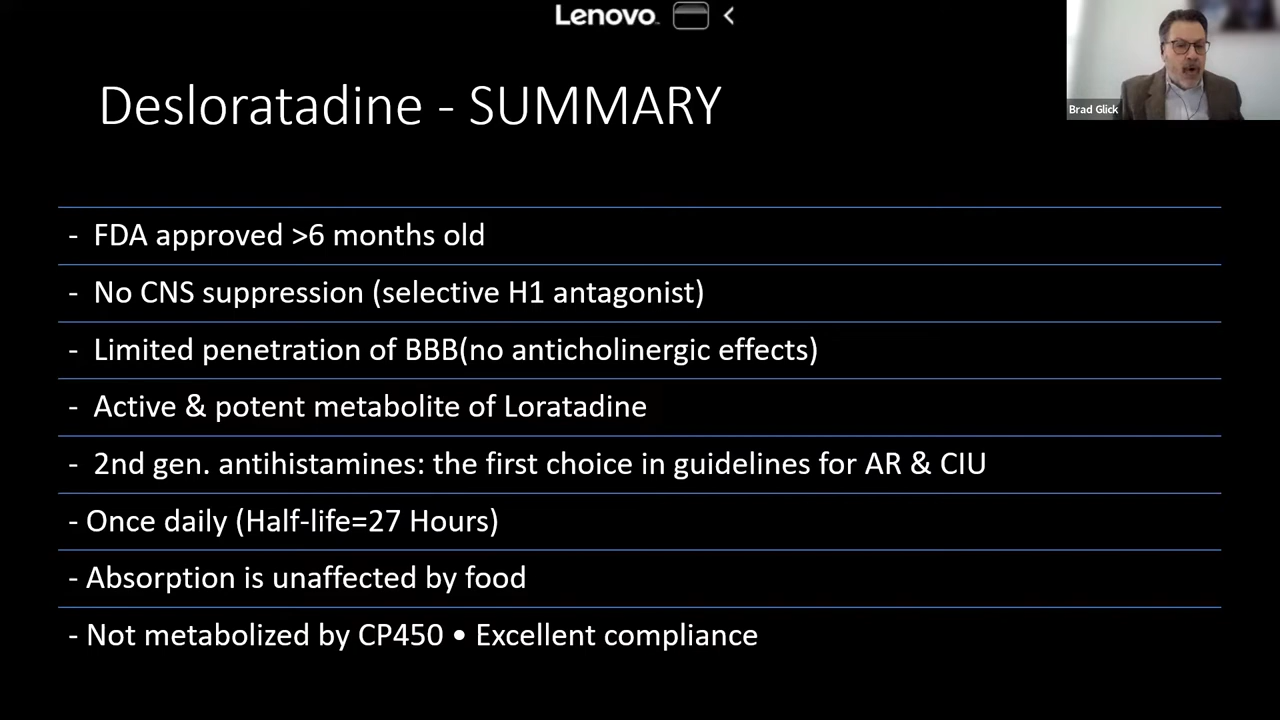 Lenovo
Brad Glick
Desloratadine - SUMMARY
- FDA approved >6 months old
- No CNS suppression (selective H1 antagonist)
- Limited penetration of BBB(no anticholinergic effects)
- Active & potent metabolite of Loratadine
- 2nd gen. antihistamines: the first choice in guidelines for AR & CIU
- Once daily (Half-life=27 Hours)
- Absorption is unaffected by food
- Not metabolized by CP450 • Excellent compliance